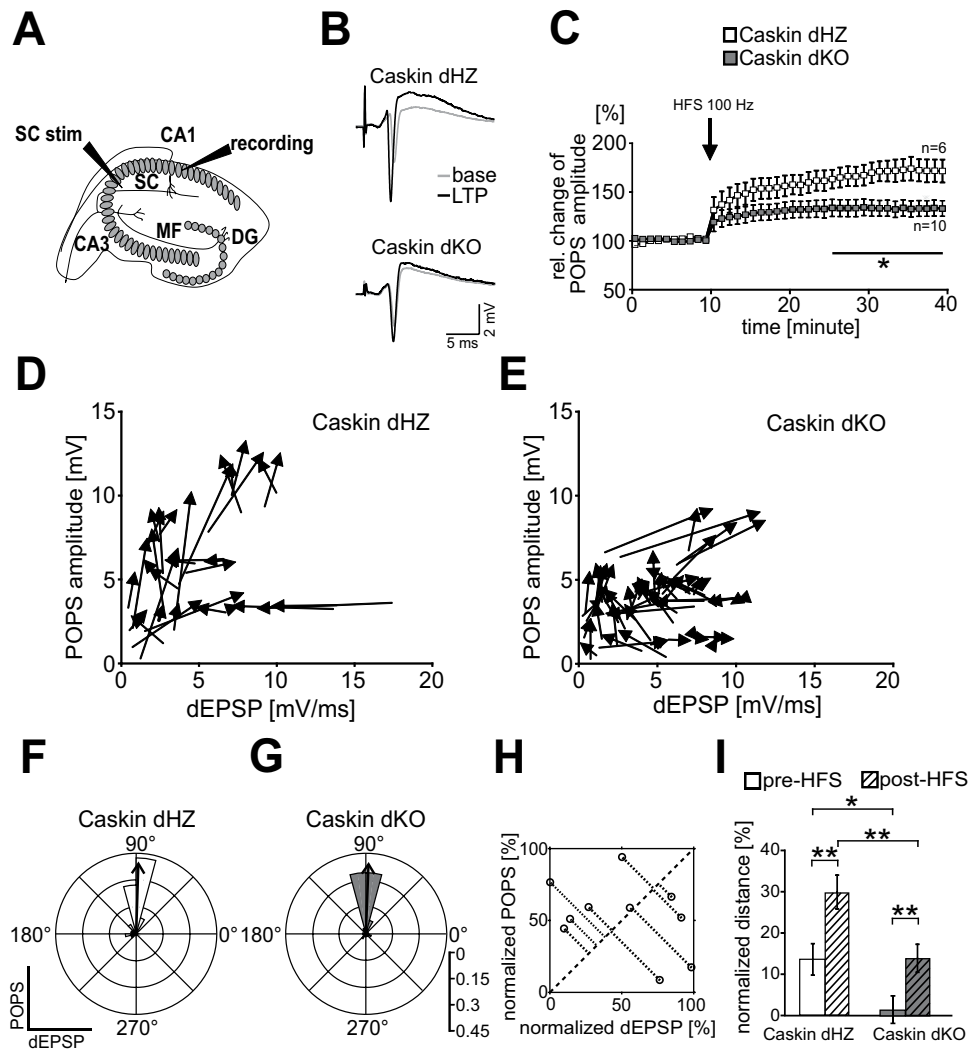 A
SC stim
CA1
recording
SC
MF
DG
CA3
B
Caskin dHZ
base
LTP
Caskin dKO
2 mV
5 ms
C
Caskin dHZ
Caskin dKO
[%]
HFS 100 Hz
rel. change of
POPS amplitude
200
150
100
50
n=6
n=10
*
0
10
20
30
40
time [minute]
D
Caskin dHZ
POPS amplitude [mV]
15
10
5
0
0
5
10
15
20
dEPSP [mV/ms]
E
Caskin dKO
POPS amplitude [mV]
15
10
5
0
0
5
10
15
20
dEPSP [mV/ms]
F
Caskin dHZ
90°
180°
0°
270°
POPS
dEPSP
G
Caskin dKO
90°
180°
0°
270°
0
0.15
0.3
0.45
H
normalized POPS [%]
100
50
0
0
50
100
normalized dEPSP [%]
I
pre-HFS
post-HFS
*
**
**
**
normalized distance [%]
40
30
20
10
0
Caskin dHZ
Caskin dKO